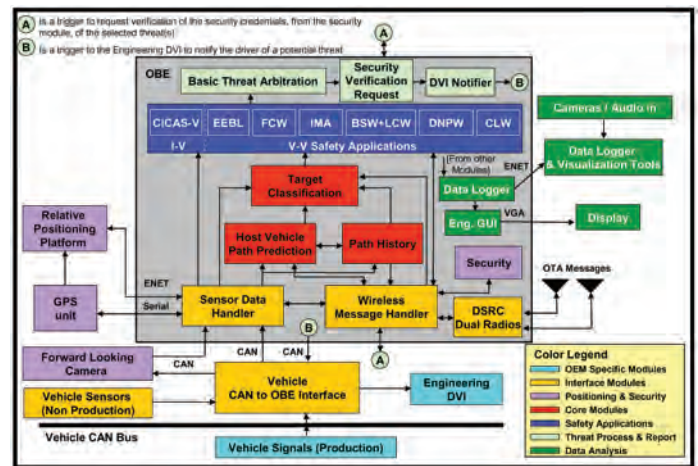 A is a trigger to request verification of the security credentials, from the security
module, of the selected threat(s)
B is a trigger to the Engineering DVI to notify the driver of a potential threat
A
OBE
Basic Threat Arbitration
Security
Verification
Request
DVI Notifier
B
CICAS-V
EEBL
FCW
IMA
BSW+LCW
DNPW
CLW
I-V
V-V Safety Applications
Cameras / Audio in
ENET
Data Logger
& Visualization Tools
(From other
Modules)
Data Logger
Eng. GUI
VGA
Display
Target
Classification
Host Vehicle
Path Prediction
Path History
Relative
Positioning
Platform
ENET
Serial
GPS
unit
Security
OTA Messages
Sensor Data
Handler
Wireless
Message Handler
DSRC
Dual Radios
Forward Looking
Camera
CAN
CAN
B
CAN
A
Vehicle Sensors
(Non Production)
Vehicle
CAN to OBE Interface
Engineering
DVI
Vehicle CAN Bus
Vehicle Signals (Production)
Color Legend
OEM Specific Modules
Interface Modules
Positioning & Security
Core Modules
Safety Applications
Threat Process & Report
Data Analysis